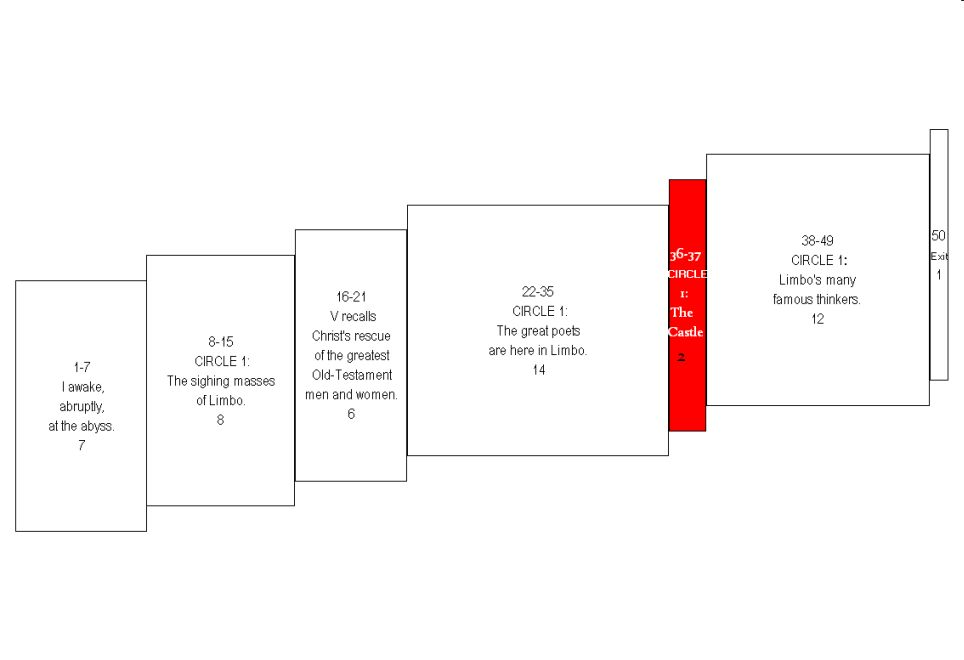 1-7
I awake,
abruptly,
at the abyss.
7
8-15
CIRCLE 1:
The sighing masses
of Limbo.
8
16-21
V recalls
Christ's rescue
of the greatest
Old-Testament
men and women.
6
22-35
CIRCLE 1:
The great poets
are here in Limbo.
14
36-37
CIRCLE
1:
The
Castle
2
38-49
CIRCLE 1:
Limbo's many
famous thinkers.
12
50
Exit
1